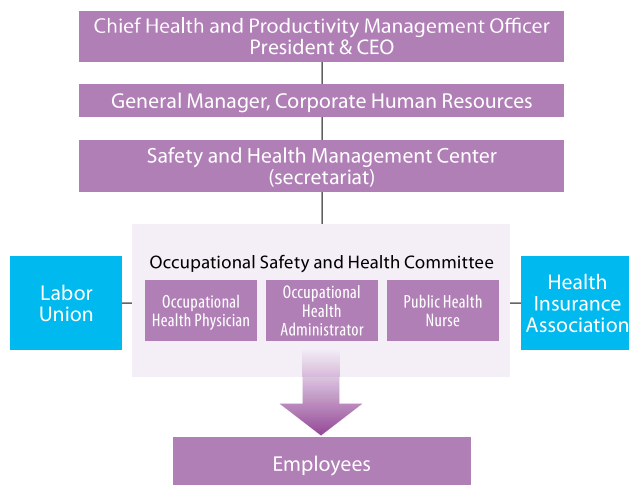 Chief Health and Productivity Management Officer
President & CEO
General Manager, Corporate Human Resources
Safety and Health Management Center
(secretariat)
Occupational Safety and Health Committee
Labor
Union
Occupational
Health Physician
Occupational
Health
Administrator
Public Health
Nurse
Health
Insurance
Association
Employees